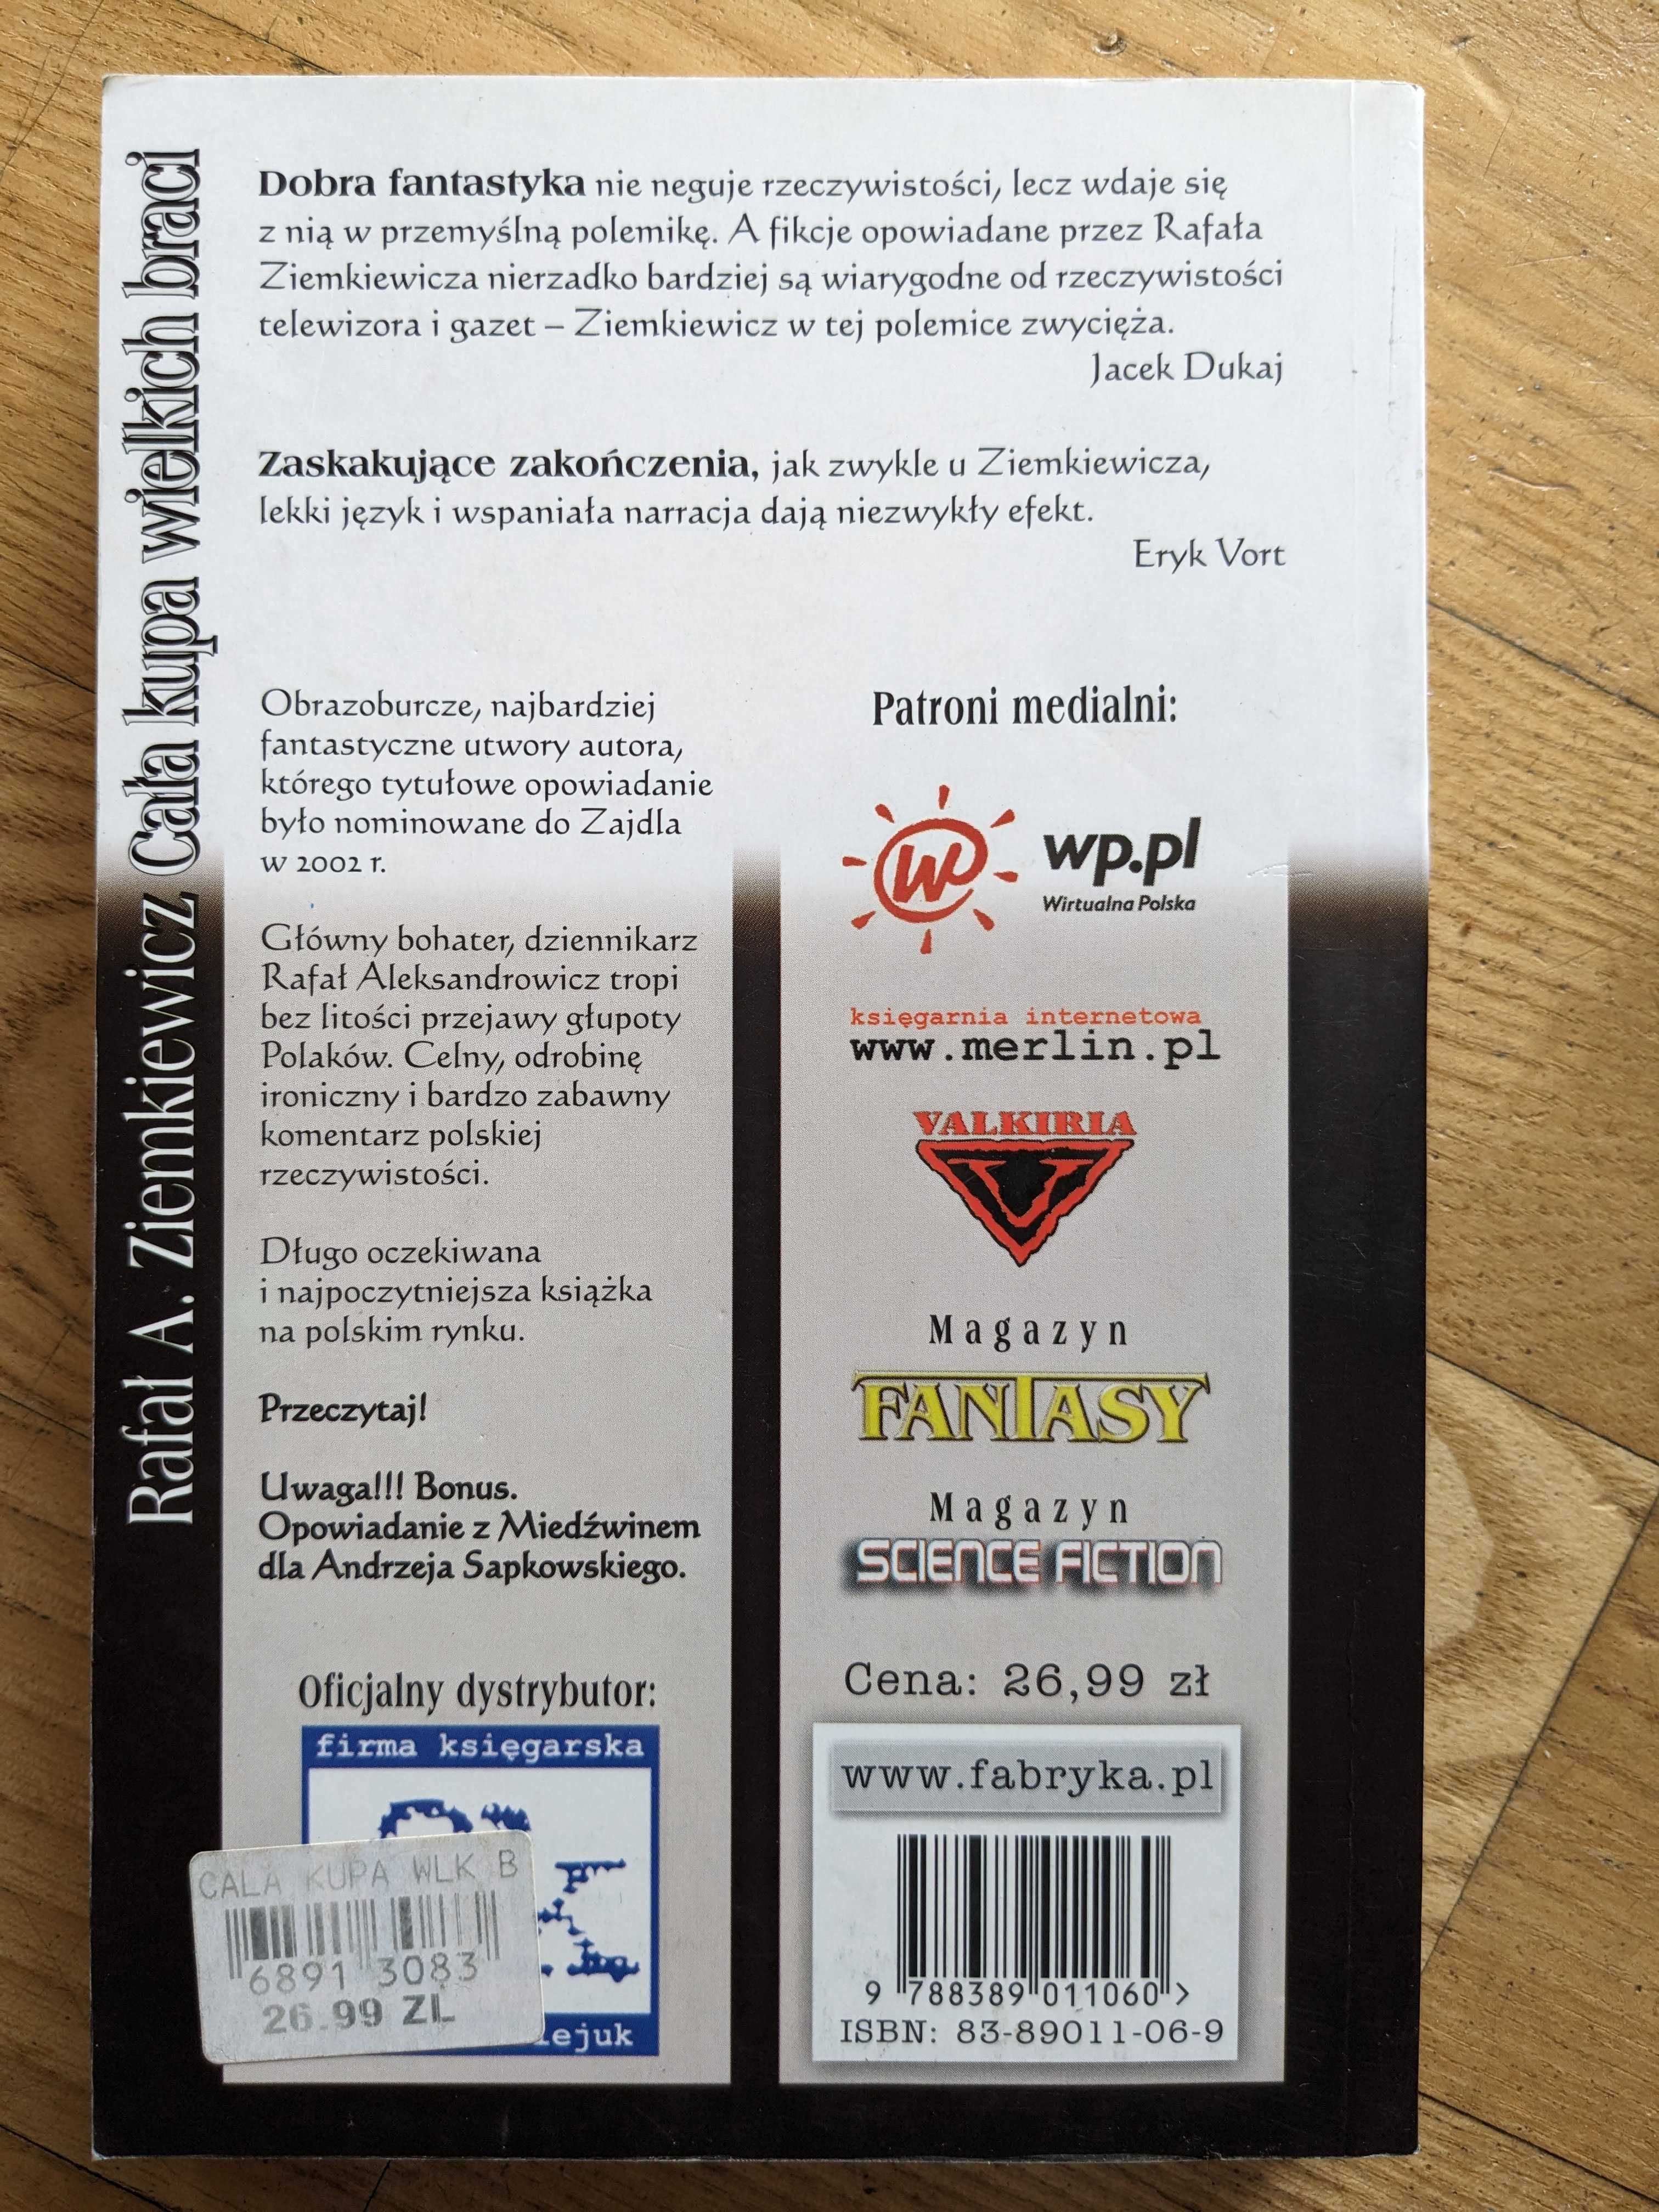 Rafał A. Ziemkiewicz Cała kupa wielkich braci
Dobra fantastyka nie neguje rzeczywistości, lecz wdaje się
z nią w przemyślną polemikę. A fikcje opowiadane przez Rafała
Ziemkiewicza nierzadko bardziej są wiarygodne od rzeczywistości
telewizora i gazet – Ziemkiewicz w tej polemice zwycięża.
Jacek Dukaj
Zaskakujące zakończenia, jak zwykle u Ziemkiewicza,
lekki język i wspaniała narracja dają niezwykły efekt.
Eryk Vort
Obrazoburcze, najbardziej
fantastyczne utwory autora,
którego tytułowe opowiadanie
było nominowane do Zajdla
w 2002 r.
Główny bohater, dziennikarz
Rafał Aleksandrowicz tropi
bez litości przejawy głupoty
Polaków. Celny, odrobinę
ironiczny i bardzo zabawny
komentarz polskiej
rzeczywistości.
Długo oczekiwana
i najpoczytniejsza książka
na polskim rynku.
Przeczytaj!
Uwaga!!! Bonus.
Opowiadanie z Miedźwinem
dla Andrzeja Sapkowskiego.
Oficjalny dystrybutor:
firma księgarska
CALA KUPA WLK B
6891 3083
26.99 ZL
Patroni medialni:
wp.pl
Wirtualna Polska
księgarnia internetowa
www.merlin.pl
VALKIRIA
V
Magazyn
FANTASY
Magazyn
SCIENCE FICTION
Cena: 26,99 zł
www.fabryka.pl
9 788389 011060 >
ISBN: 83-89011-06-9